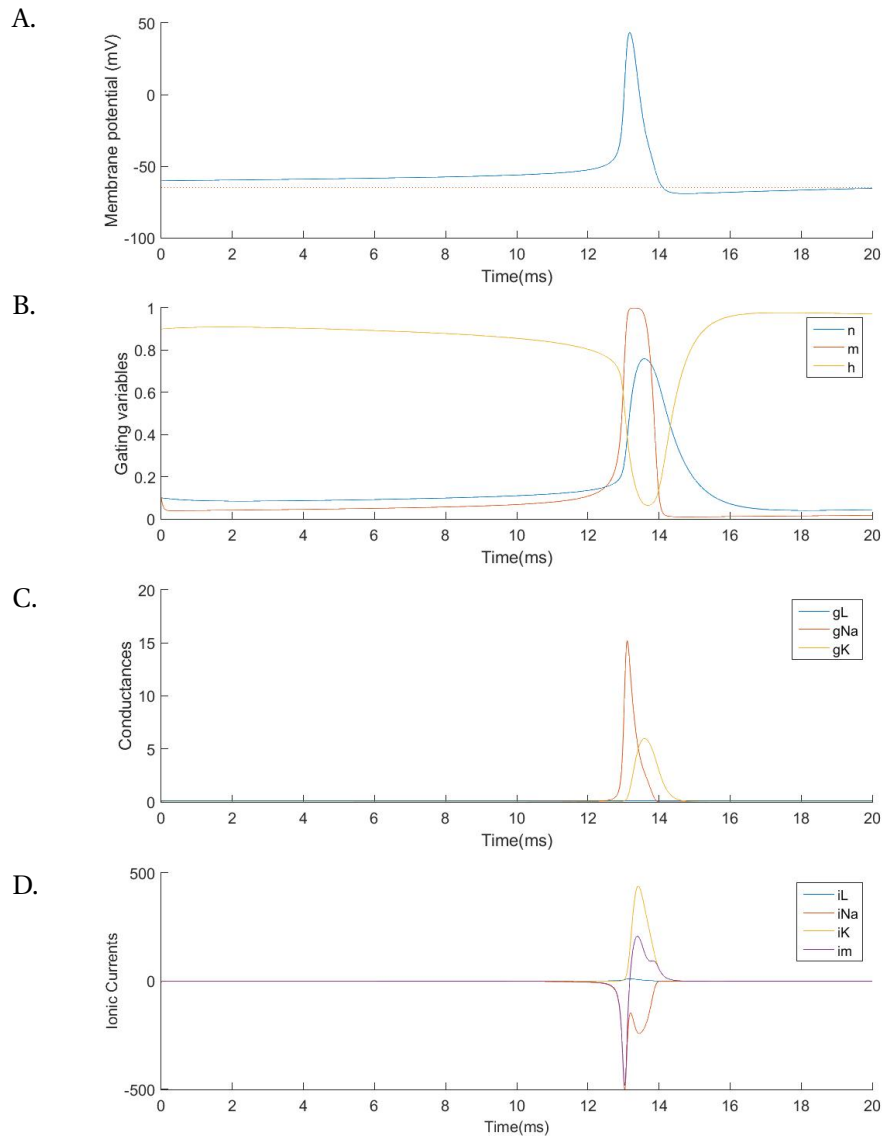 A.
Membrane potential (mV)
50
0
-50
-100
0 2 4 6 8 10 12 14 16 18 20
Time(ms)
B.
Gating variables
1
0.8
0.6
0.4
0.2
0
n
m
h
0 2 4 6 8 10 12 14 16 18 20
Time(ms)
C.
Conductances
20
15
10
5
0
gL
gNa
gK
0 2 4 6 8 10 12 14 16 18 20
Time(ms)
D.
Ionic Currents
500
0
-500
iL
iNa
iK
im
0 2 4 6 8 10 12 14 16 18 20
Time(ms)